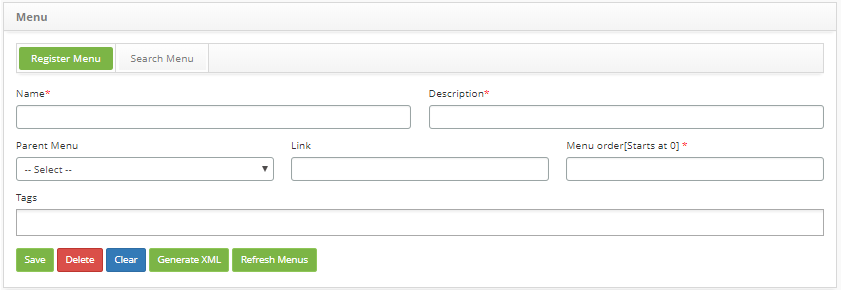 Menu
Register Menu Search Menu
Name* Description*
Parent Menu Link Menu order[Starts at 0] *
-- Select --
Tags
Save Delete Clear Generate XML Refresh Menus